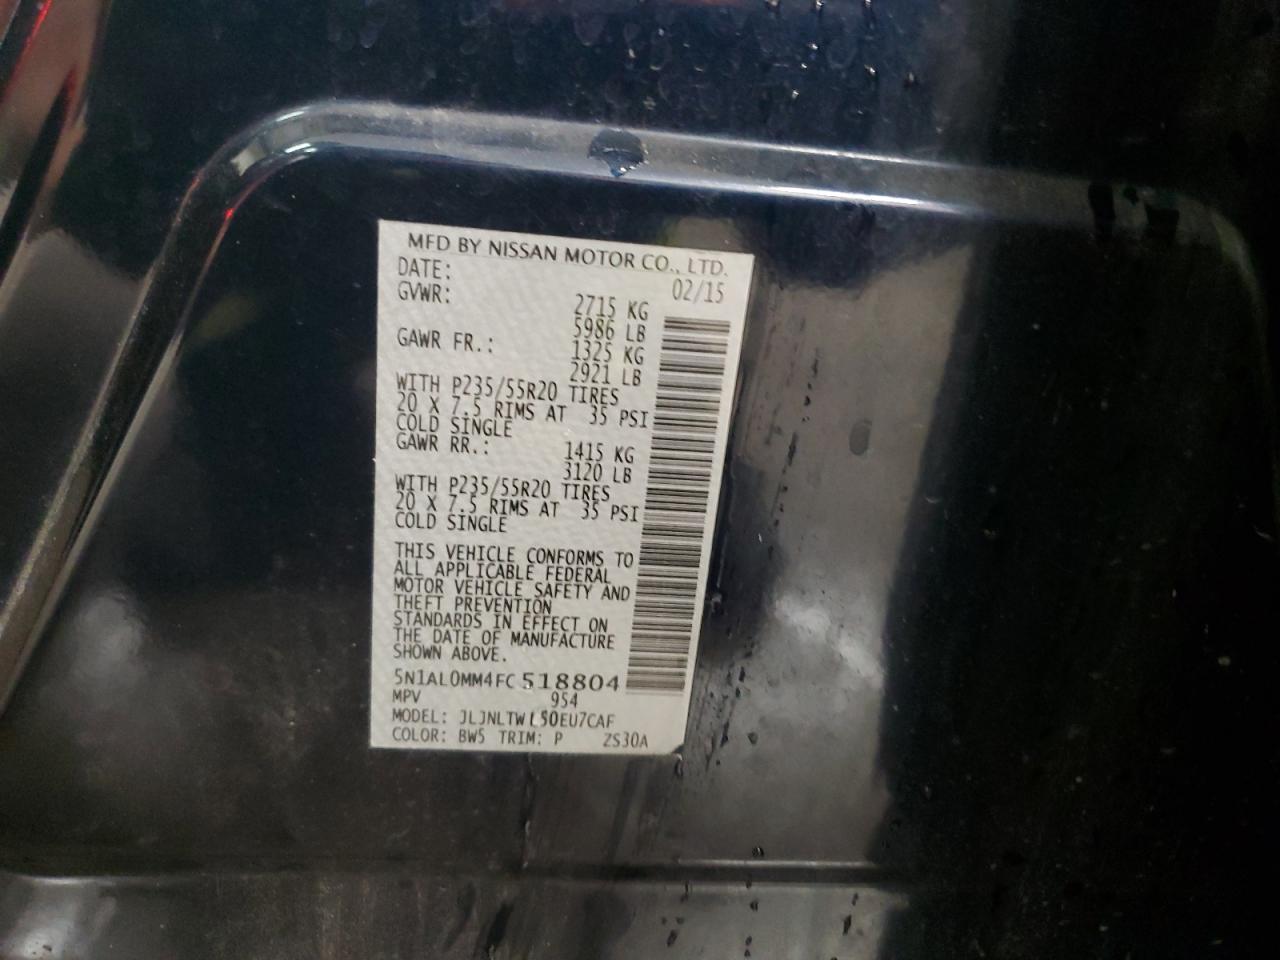 MFD BY NISSAN MOTOR CO., LTD.
DATE: 02/15
GVWR: 2715 KG
5986 LB
GAWR FR.: 1325 KG
2921 LB
WITH P235/55R20 TIRES
20 X 7.5 RIMS AT 35 PSI
COLD SINGLE
GAWR RR.: 1415 KG
3120 LB
WITH P235/55R20 TIRES
20 X 7.5 RIMS AT 35 PSI
COLD SINGLE
THIS VEHICLE CONFORMS TO
ALL APPLICABLE FEDERAL
MOTOR VEHICLE SAFETY AND
THEFT PREVENTION
STANDARDS IN EFFECT ON
THE DATE OF MANUFACTURE
SHOWN ABOVE.
5N1AL0MM4FC518804
MPV 954
MODEL: JLJNLTWL50EU7CAF
COLOR: BW5 TRIM: P ZS30A